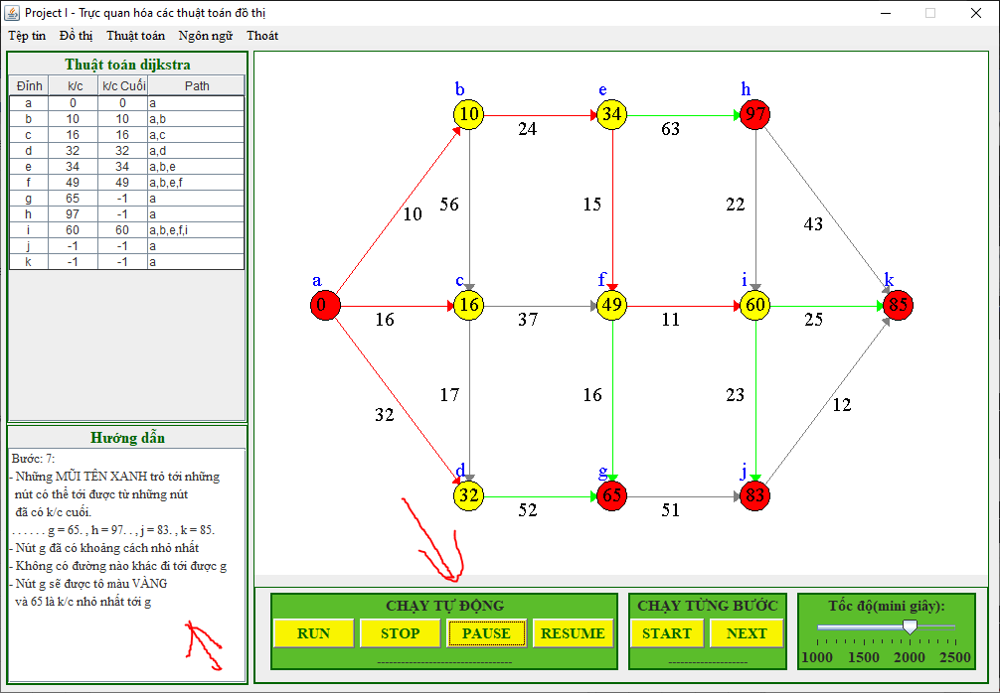 Project I - Trực quan hóa các thuật toán đồ thị
Tệp tin Đồ thị Thuật toán Ngôn ngữ Thoát
Thuật toán dijkstra
Đỉnh k/c k/c Cuối Path
a 0 0 a
b 10 10 a,b
c 16 16 a,c
d 32 32 a,d
e 34 34 a,b,e
f 49 49 a,b,e,f
g 65 -1 a
h 97 -1 a
i 60 60 a,b,e,f,i
j -1 -1 a
k -1 -1 a
Hướng dẫn
Bước: 7:
- Những MŨI TÊN XANH trỏ tới những
nút có thể tới được từ những nút
đã có k/c cuối.
. . . . . . g = 65. , h = 97. . , j = 83. , k = 85.
- Nút g đã có khoảng cách nhỏ nhất
- Không có đường nào khác đi tới được g
- Nút g sẽ được tô màu VÀNG
và 65 là k/c nhỏ nhất tới g
b e h
10 34 97
24 63
10 56 15 22 43
a c f i k
0 16 49 60 85
16 37 11 25
32 17 16 23 12
d g j
32 65 83
52 51
CHẠY TỰ ĐỘNG
RUN STOP PAUSE RESUME
---------------------------------
CHẠY TỪNG BƯỚC
START NEXT
-------------------
Tốc độ(mini giây):
1000 1500 2000 2500